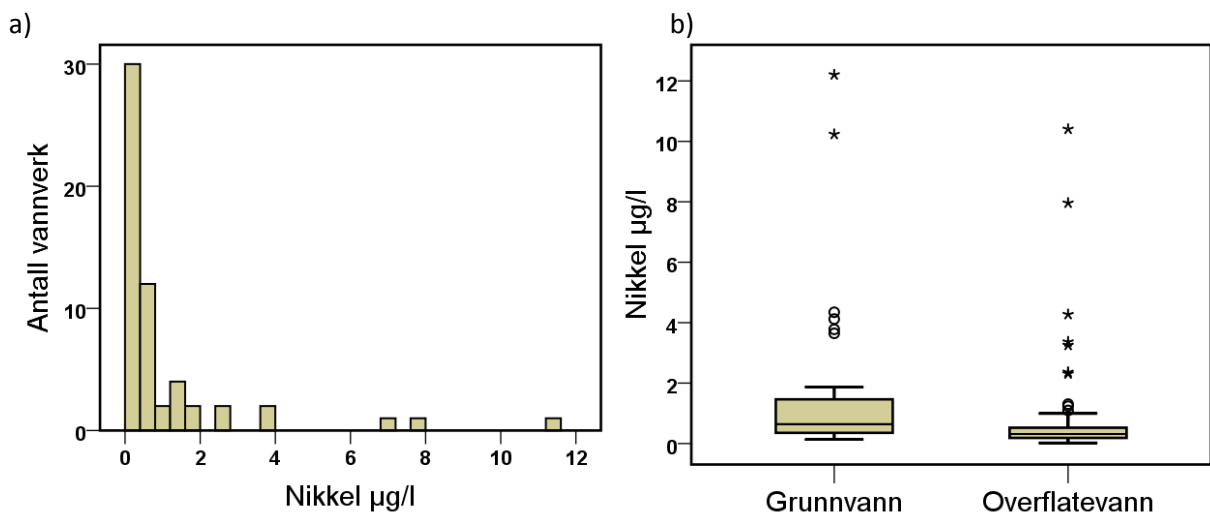 a)
30
20
10
0
Antall vannverk
0 2 4 6 8 10 12
Nikkel µg/l
b)
12
10
8
6
4
2
0
Nikkel µg/l
Grunnvann Overflatevann